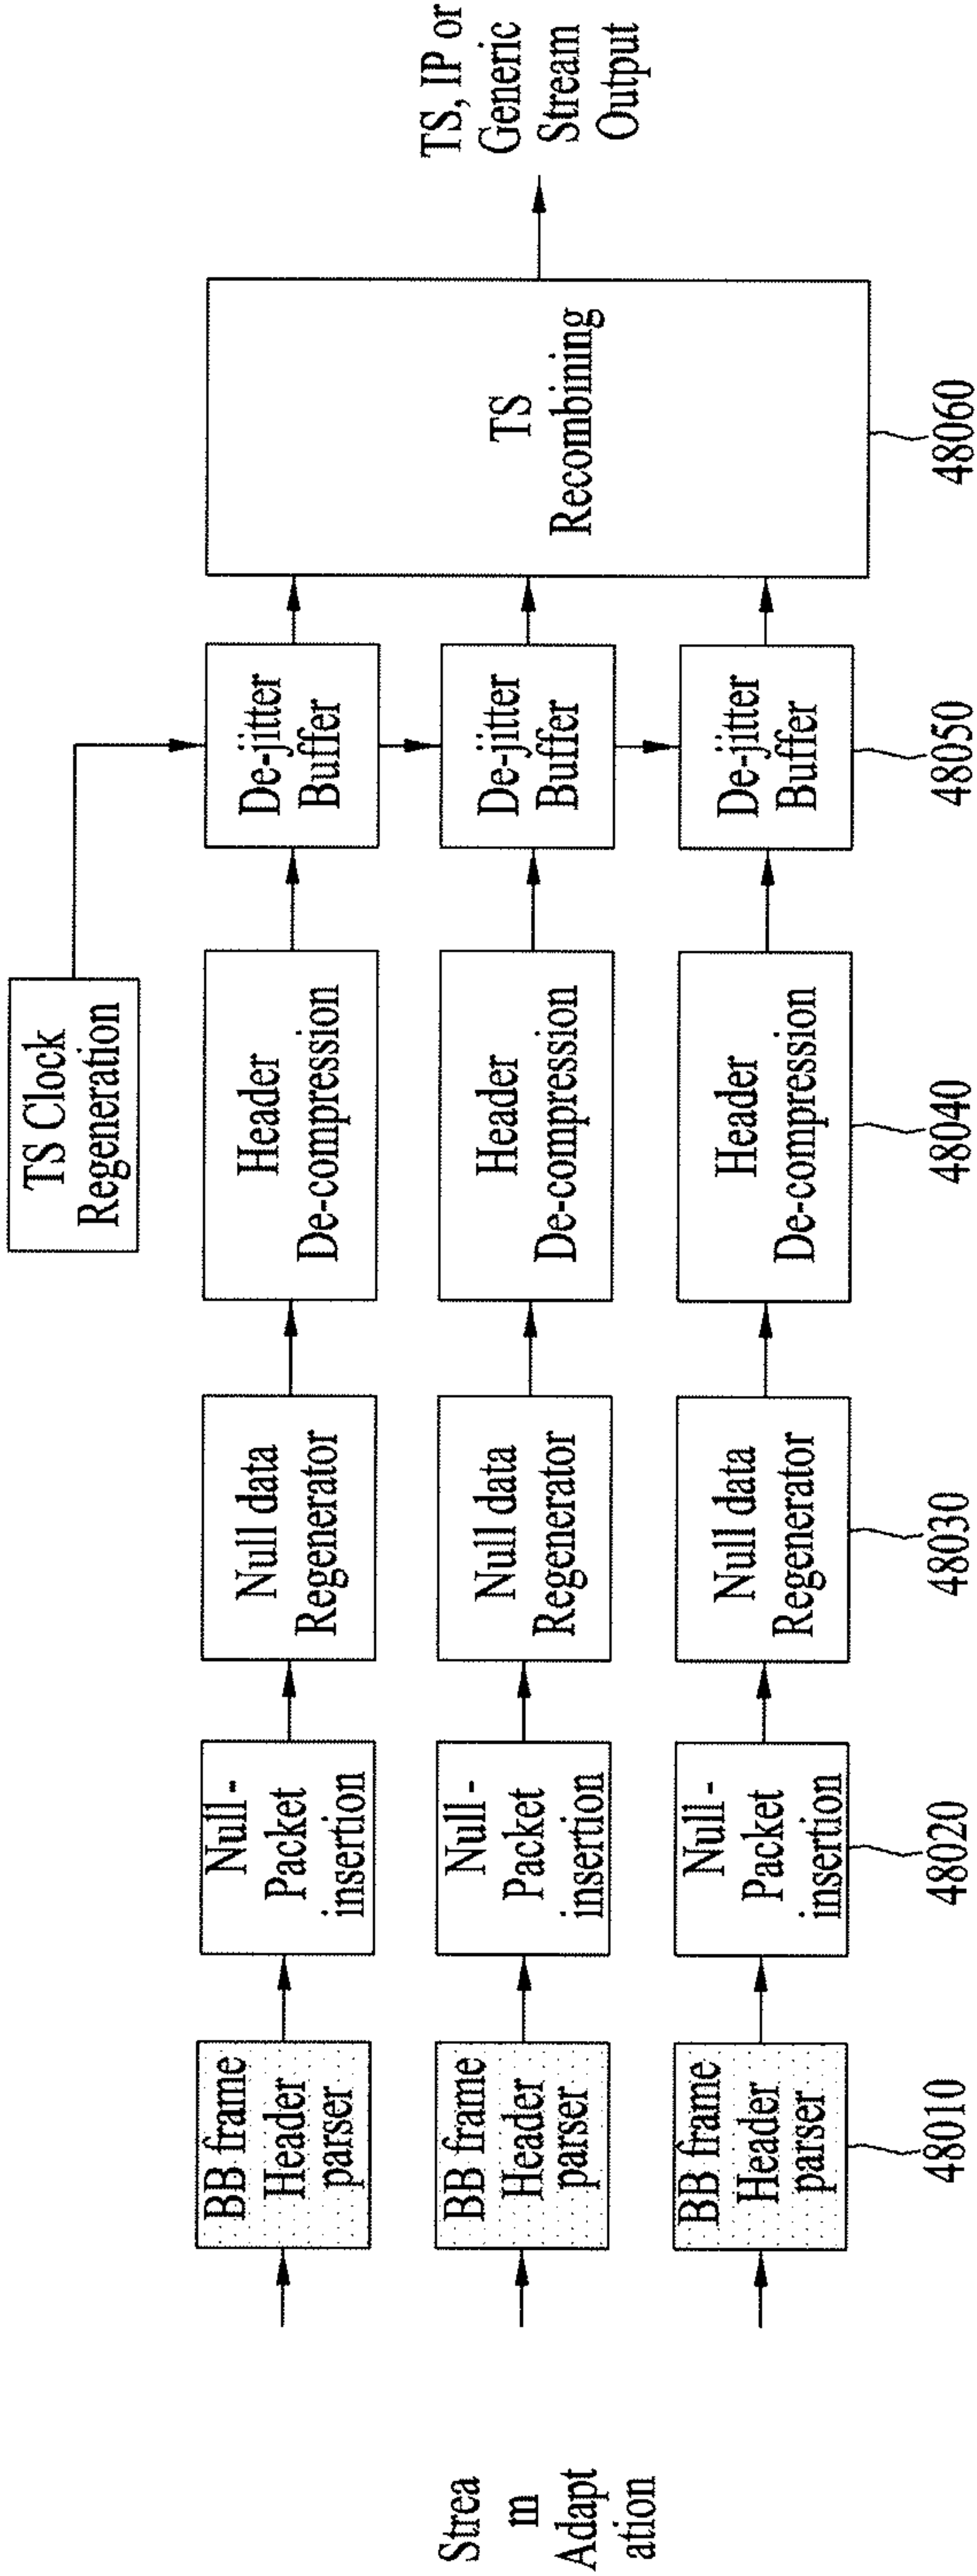 TS Clock
Regeneration
Strea
m
Adapt
ation
BB frame
Header
parser
Null -
Packet
insertion
Null data
Regenerator
Header
De-compression
De-jitter
Buffer
BB frame
Header
parser
Null -
Packet
insertion
Null data
Regenerator
Header
De-compression
De-jitter
Buffer
BB frame
Header
parser
Null -
Packet
insertion
Null data
Regenerator
Header
De-compression
De-jitter
Buffer
TS
Recombining
TS, IP or
Generic
Stream
Output
48010
48020
48030
48040
48050
48060